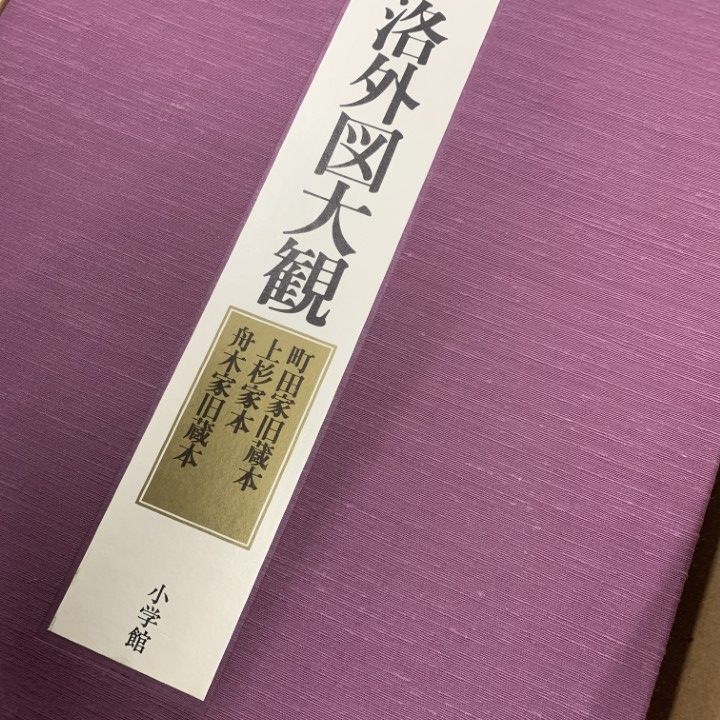 洛外図大観
町田家旧蔵本
上杉家本
舟木家旧蔵本
小学館